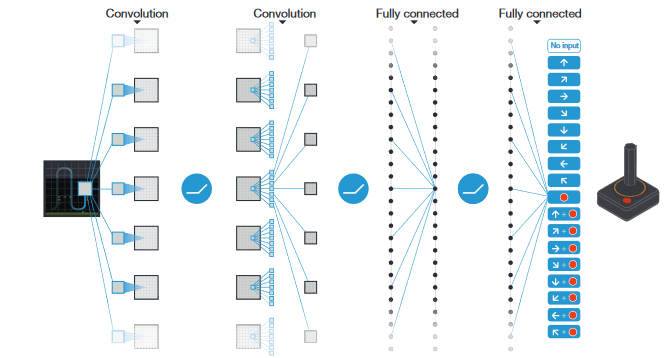 Convolution
Convolution
Fully connected
Fully connected
No input
+
+
+
+
+
+
+
+